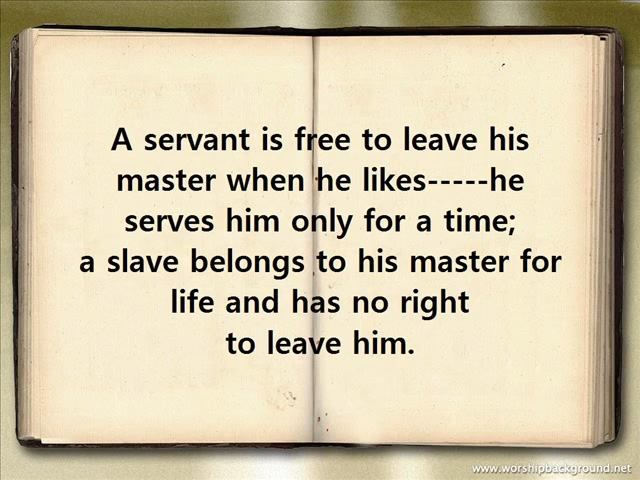 A servant is free to leave his
master when he likes-----he
serves him only for a time;
a slave belongs to his master for
life and has no right
to leave him.
www.worshipbackground.net